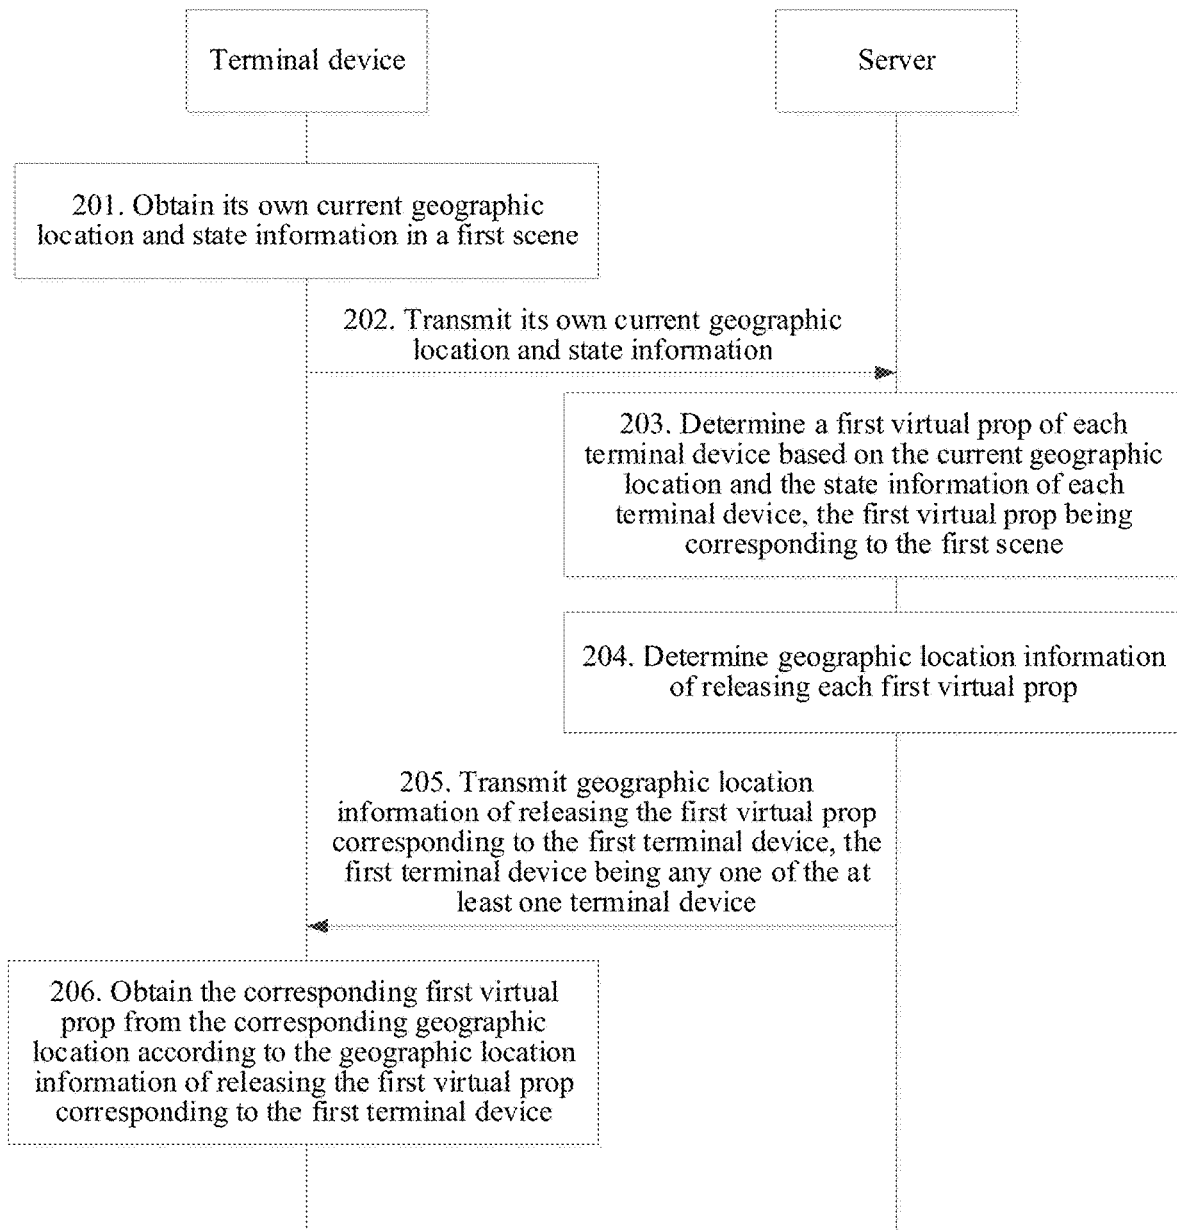 Terminal device
Server
201. Obtain its own current geographic
location and state information in a first scene
202. Transmit its own current geographic
location and state information
203. Determine a first virtual prop of each
terminal device based on the current geographic
location and the state information of each
terminal device, the first virtual prop being
corresponding to the first scene
204. Determine geographic location information
of releasing each first virtual prop
205. Transmit geographic location
information of releasing the first virtual prop
corresponding to the first terminal device, the
first terminal device being any one of the at
least one terminal device
206. Obtain the corresponding first virtual
prop from the corresponding geographic
location according to the geographic location
information of releasing the first virtual prop
corresponding to the first terminal device